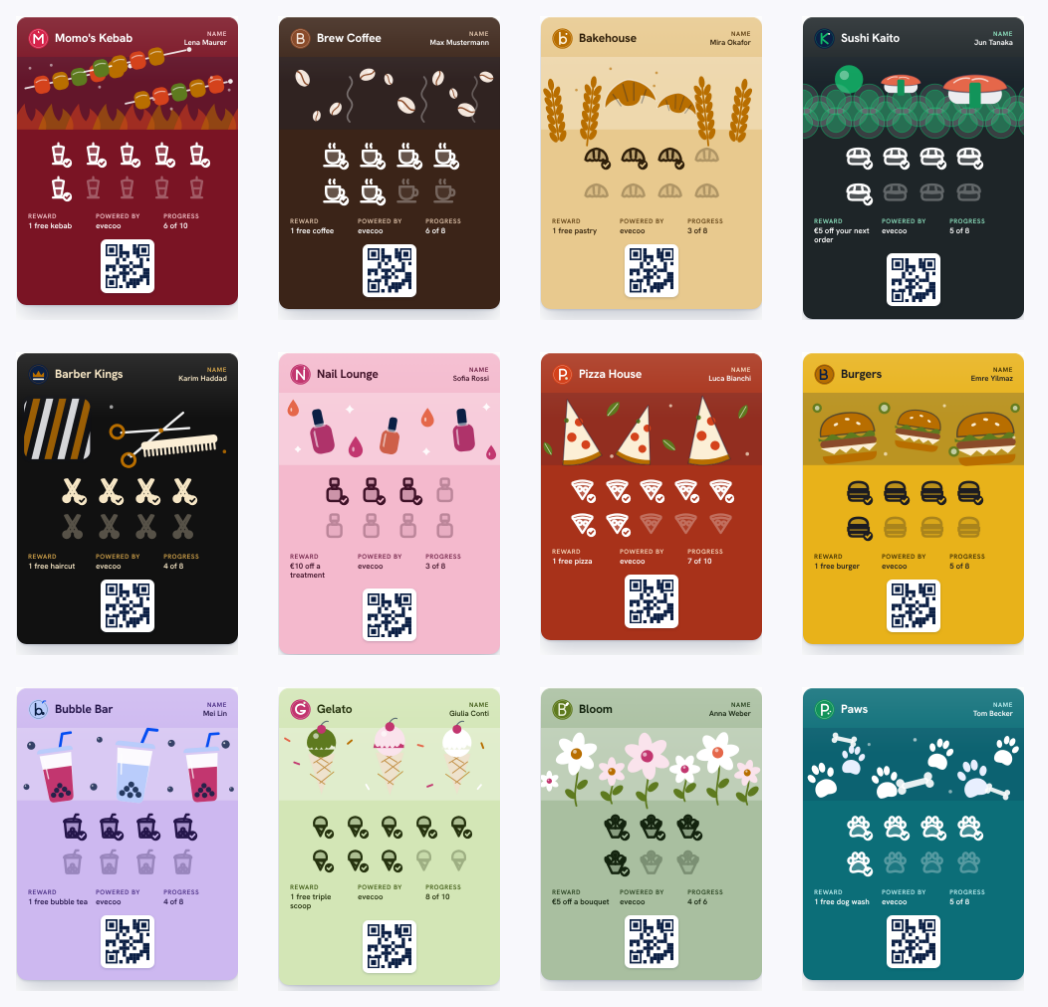 Momo's Kebab
NAME
Lena Maurer
REWARD POWERED BY PROGRESS
1 free kebab evecoo 6 of 10
Brew Coffee
NAME
Max Mustermann
REWARD POWERED BY PROGRESS
1 free coffee evecoo 6 of 8
Bakehouse
NAME
Mira Okafor
REWARD POWERED BY PROGRESS
1 free pastry evecoo 3 of 8
Sushi Kaito
NAME
Jun Tanaka
REWARD POWERED BY PROGRESS
€5 off your next evecoo 5 of 8
order
Barber Kings
NAME
Karim Haddad
REWARD POWERED BY PROGRESS
1 free haircut evecoo 4 of 8
Nail Lounge
NAME
Sofia Rossi
REWARD POWERED BY PROGRESS
€10 off a evecoo 3 of 8
treatment
Pizza House
NAME
Luca Bianchi
REWARD POWERED BY PROGRESS
1 free pizza evecoo 7 of 10
Burgers
NAME
Emre Yilmaz
REWARD POWERED BY PROGRESS
1 free burger evecoo 5 of 8
Bubble Bar
NAME
Mei Lin
REWARD POWERED BY PROGRESS
1 free bubble tea evecoo 4 of 8
Gelato
NAME
Giulia Conti
REWARD POWERED BY PROGRESS
1 free triple evecoo 8 of 10
scoop
Bloom
NAME
Anna Weber
REWARD POWERED BY PROGRESS
€5 off a bouquet evecoo 4 of 6
Paws
NAME
Tom Becker
REWARD POWERED BY PROGRESS
1 free dog wash evecoo 5 of 8